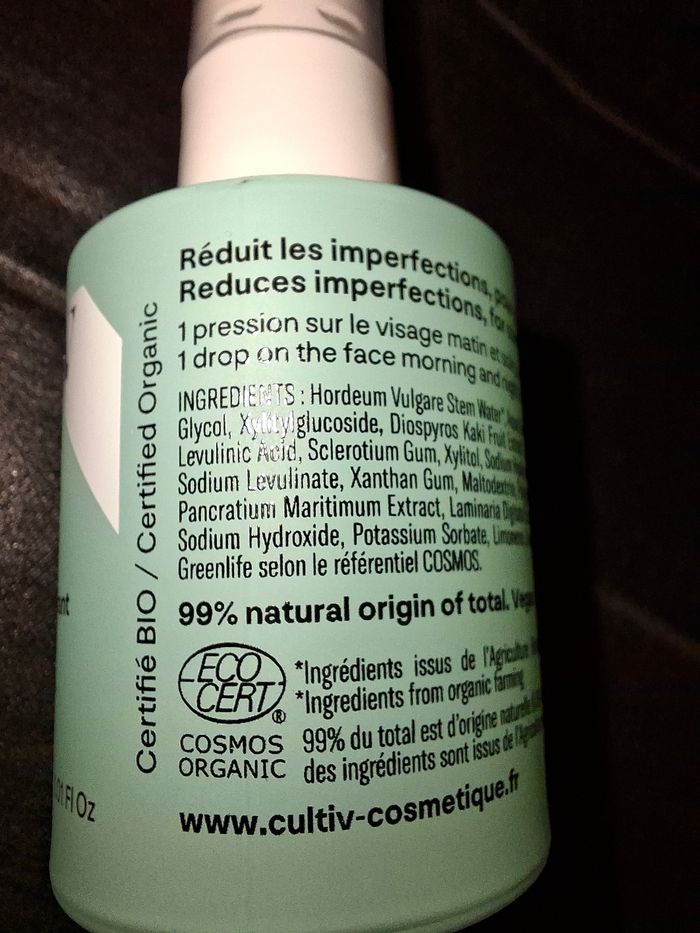 Réduit les imperfections,
Reduces imperfections, for
1 pression sur le visage matin et
1 drop on the face morning and
INGREDIENTS : Hordeum Vulgare Stem Water*
Glycol, Xylitylglucoside, Diospyros Kaki Fruit
Levulinic Acid, Sclerotium Gum, Xylitol, Sodium
Sodium Levulinate, Xanthan Gum,
Pancratium Maritimum Extract, Laminaria
Sodium Hydroxide, Potassium Sorbate,
Greenlife selon le référentiel COSMOS.
99% natural origin of total.
ECO
CERT®
COSMOS
ORGANIC
*Ingrédients issus de l'Agriculture
*Ingredients from organic farming
99% du total est d'origine naturelle
des ingrédients sont issus de
www.cultiv-cosmetique.fr
Certifié BIO / Certified Organic
01 Fl Oz